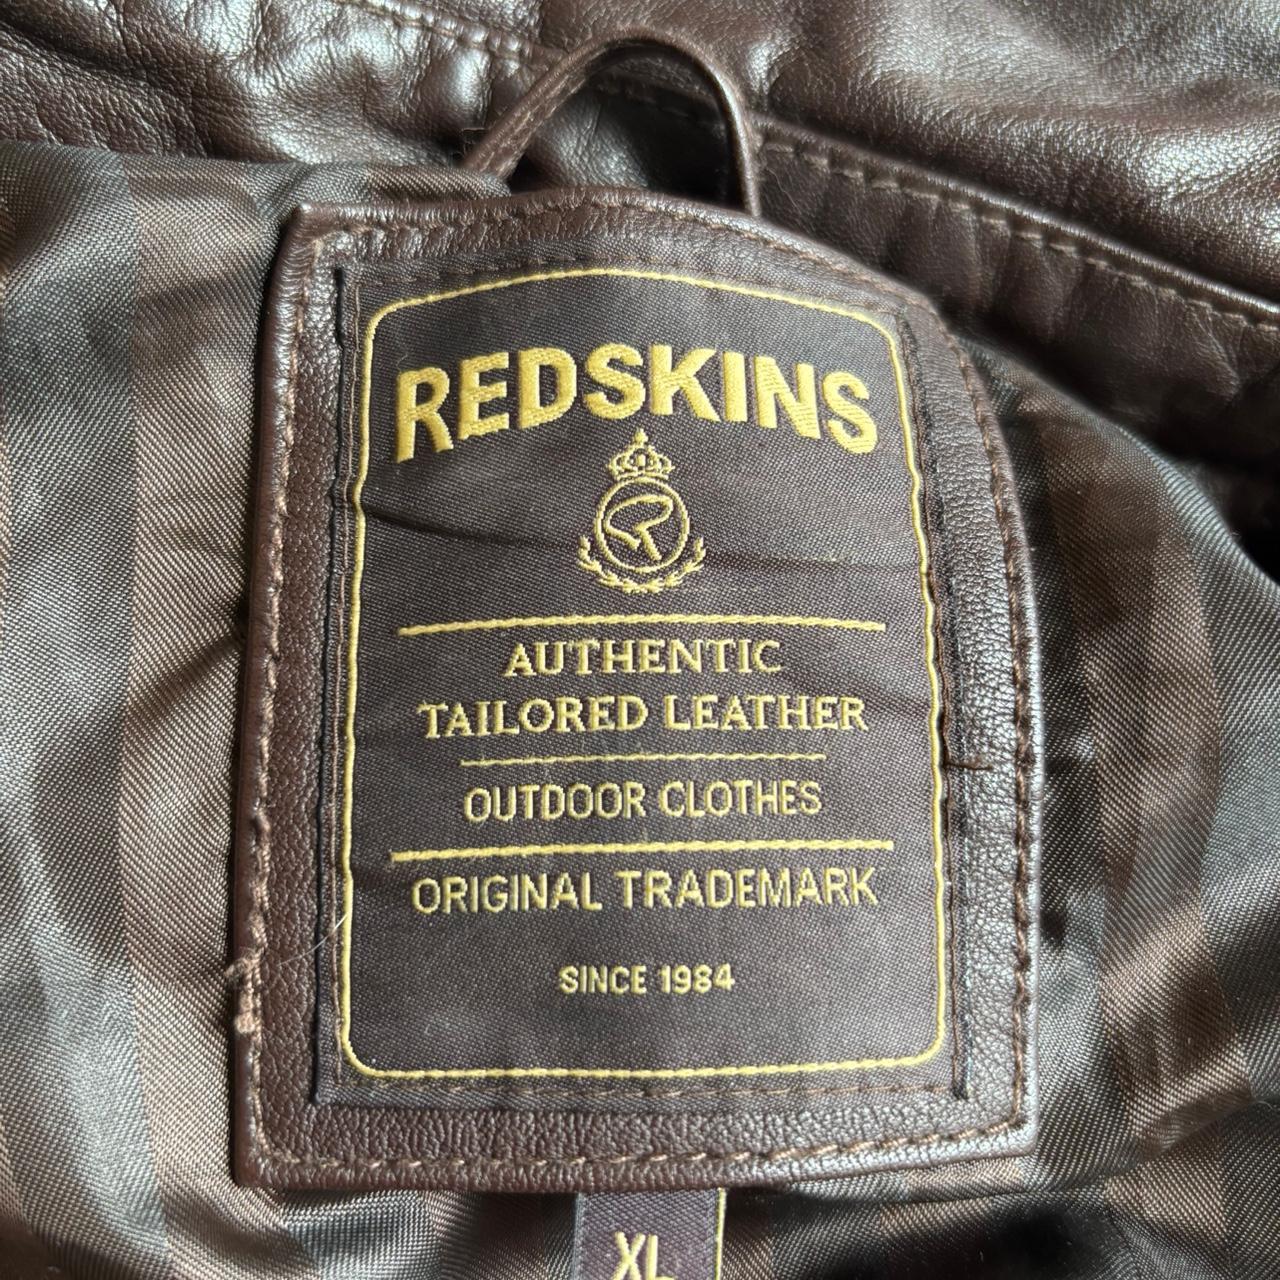 REDSKINS
AUTHENTIC
TAILORED LEATHER
OUTDOOR CLOTHES
ORIGINAL TRADEMARK
SINCE 1984
XL